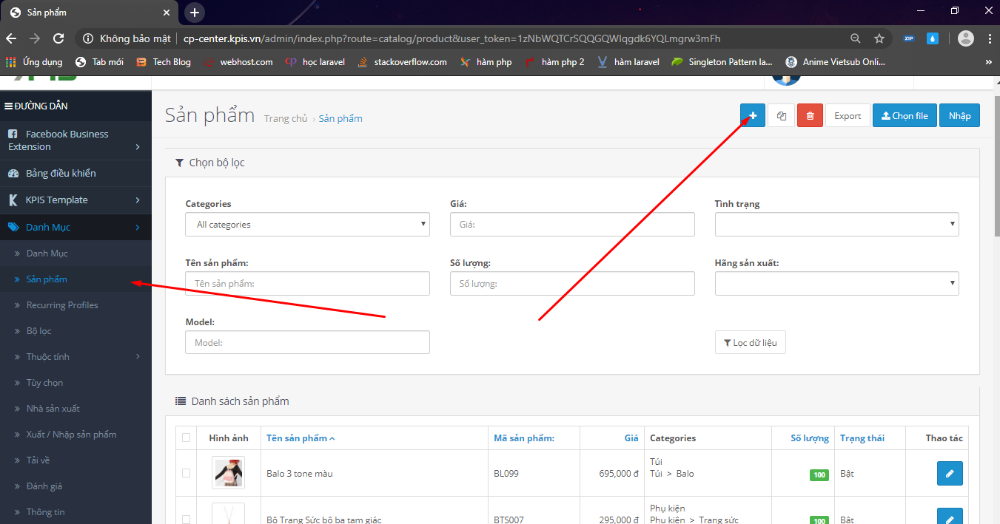 Sản phẩm
Không bảo mật | cp-center.kpis.vn/admin/index.php?route=catalog/product&user_token=1zNbWQTCrSQQGQWIqgdk6YQLmgrw3mFh
ZIP
Ứng dụng Tab mới Tech Blog webhost.com học laravel stackoverflow.com hàm php hàm php 2 hàm laravel Singleton Pattern la... Anime Vietsub Onli... »
ĐƯỜNG DẪN
Facebook Business
Extension
Bảng điều khiển
KPIS Template
Danh Mục
Danh Mục
Sản phẩm
Recurring Profiles
Bộ lọc
Thuộc tính
Tùy chọn
Nhà sản xuất
Xuất / Nhập sản phẩm
Tải về
Đánh giá
Thông tin
Sản phẩm Trang chủ › Sản phẩm
Export Chọn file Nhập
Chọn bộ lọc
Categories Giá: Tình trạng
All categories Giá:
Tên sản phẩm: Số lượng: Hãng sản xuất:
Tên sản phẩm: Số lượng:
Model:
Model: Lọc dữ liệu
Danh sách sản phẩm
Hình ảnh Tên sản phẩm Mã sản phẩm: Giá Categories Số lượng Trạng thái Thao tác
Balo 3 tone màu BL099 695,000 đ Túi
Túi > Balo 100 Bật
Bộ Trang Sức bộ ba tam giác BTS007 295,000 đ Phụ kiện
Phụ kiện > Trang sức 100 Bật